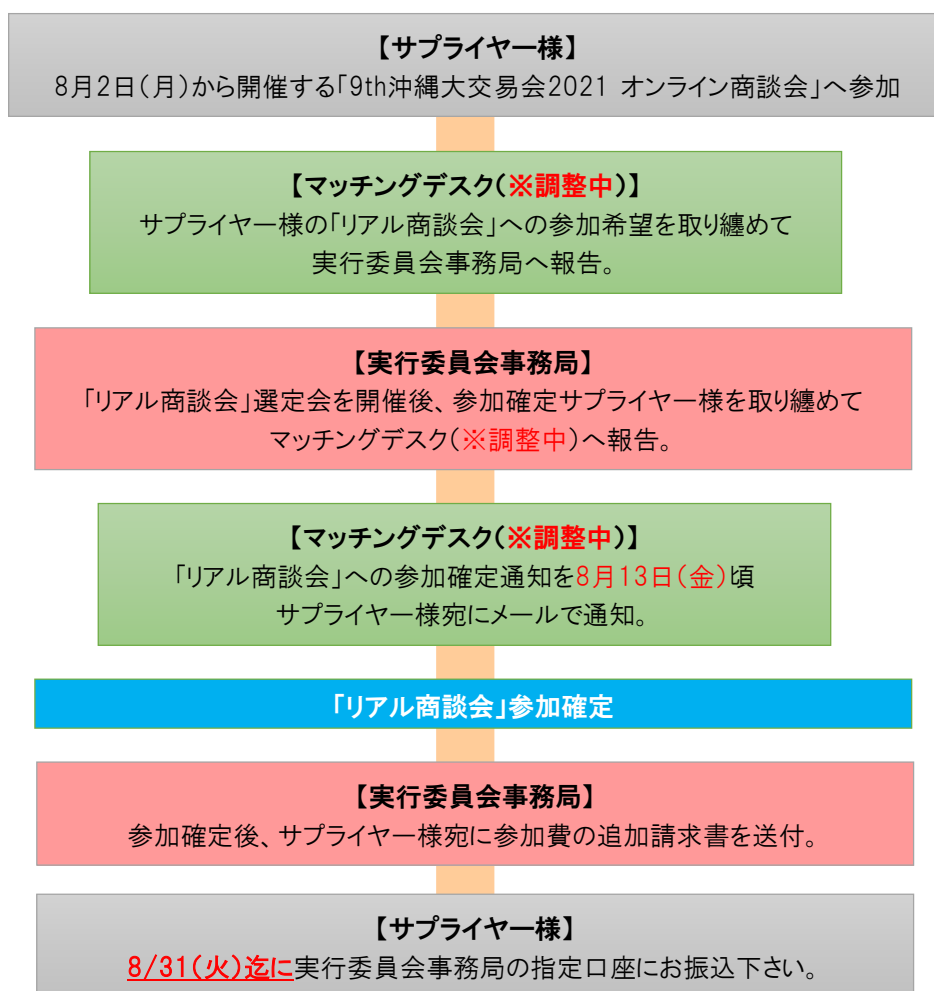 【サプライヤー様】
8月2日(月)から開催する「9th沖縄大交易会2021 オンライン商談会」へ参加
【マッチングデスク(※調整中)】
サプライヤー様の「リアル商談会」への参加希望を取り纏めて
実行委員会事務局へ報告。
【実行委員会事務局】
「リアル商談会」選定会を開催後、参加確定サプライヤー様を取り纏めて
マッチングデスク(※調整中)へ報告。
【マッチングデスク(※調整中)】
「リアル商談会」への参加確定通知を8月13日(金)頃
サプライヤー様宛にメールで通知。
「リアル商談会」参加確定
【実行委員会事務局】
参加確定後、サプライヤー様宛に参加費の追加請求書を送付。
【サプライヤー様】
8/31(火)迄に実行委員会事務局の指定口座にお振込下さい。